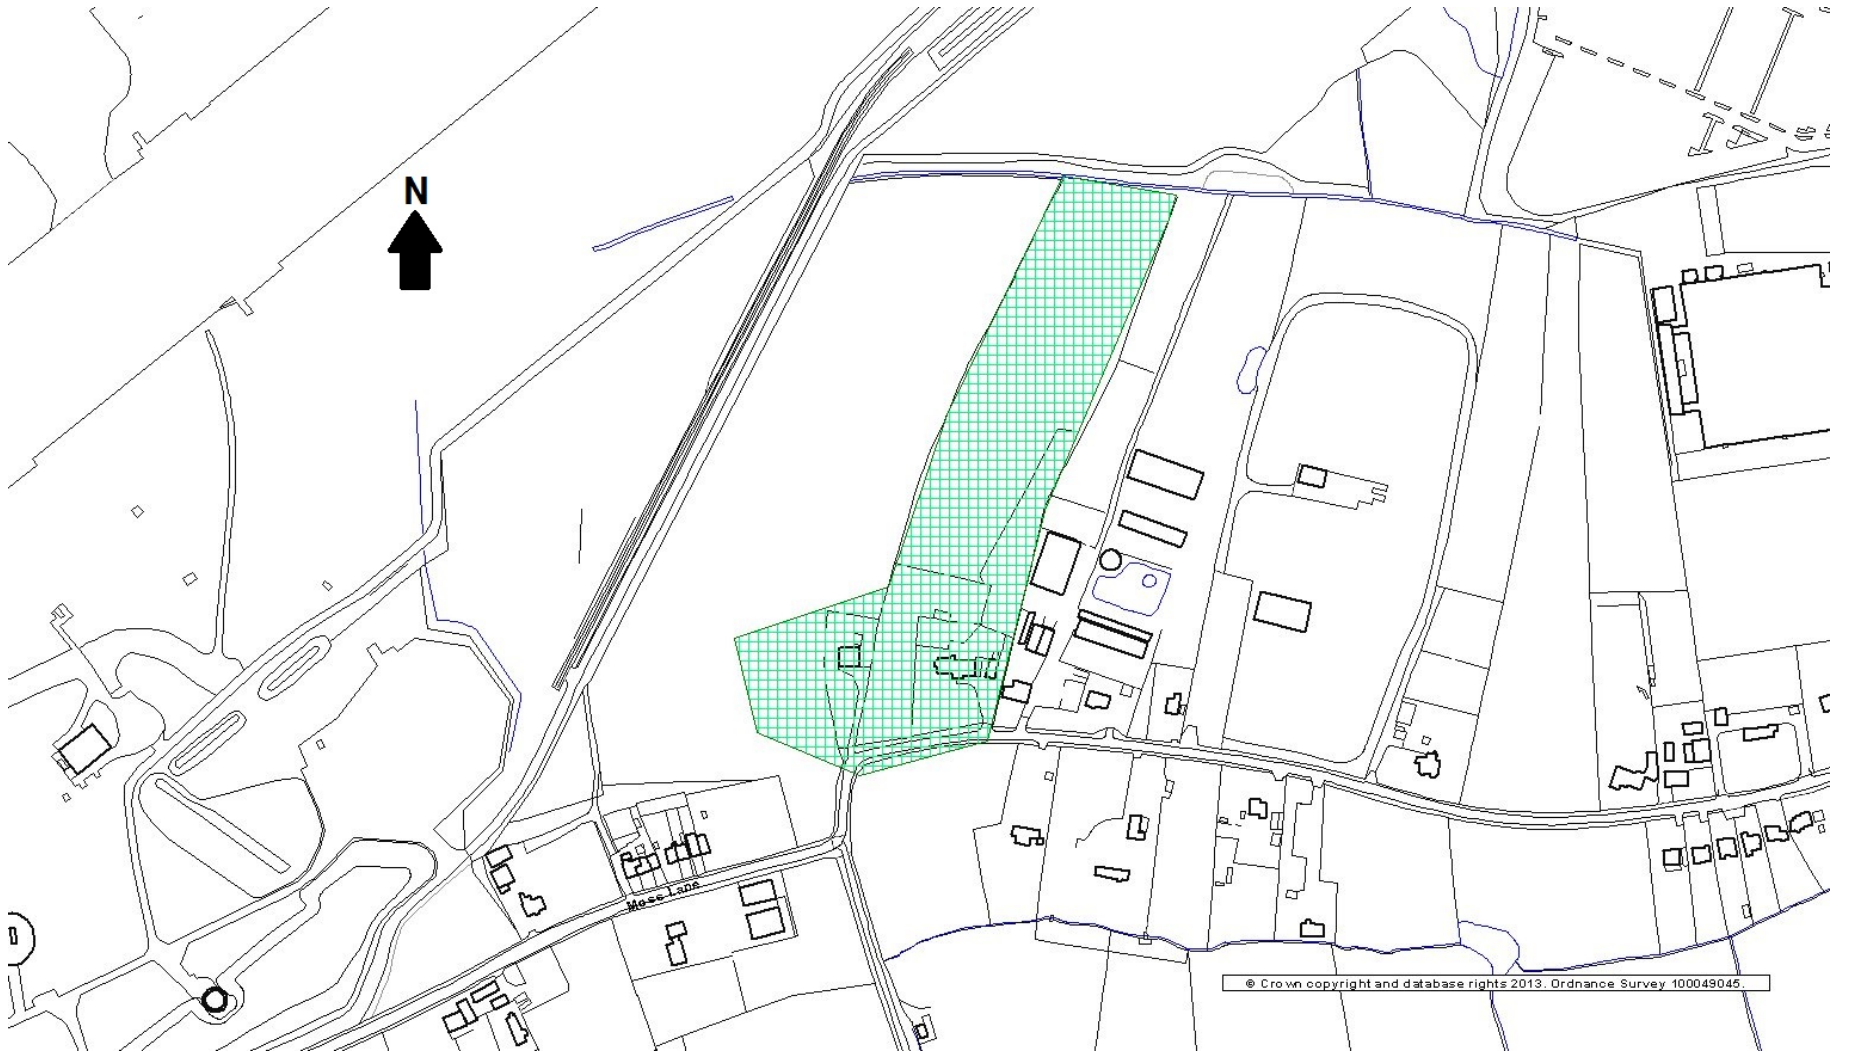 N
Moss Lane
© Crown copyright and database rights 2013. Ordnance Survey 100049045.